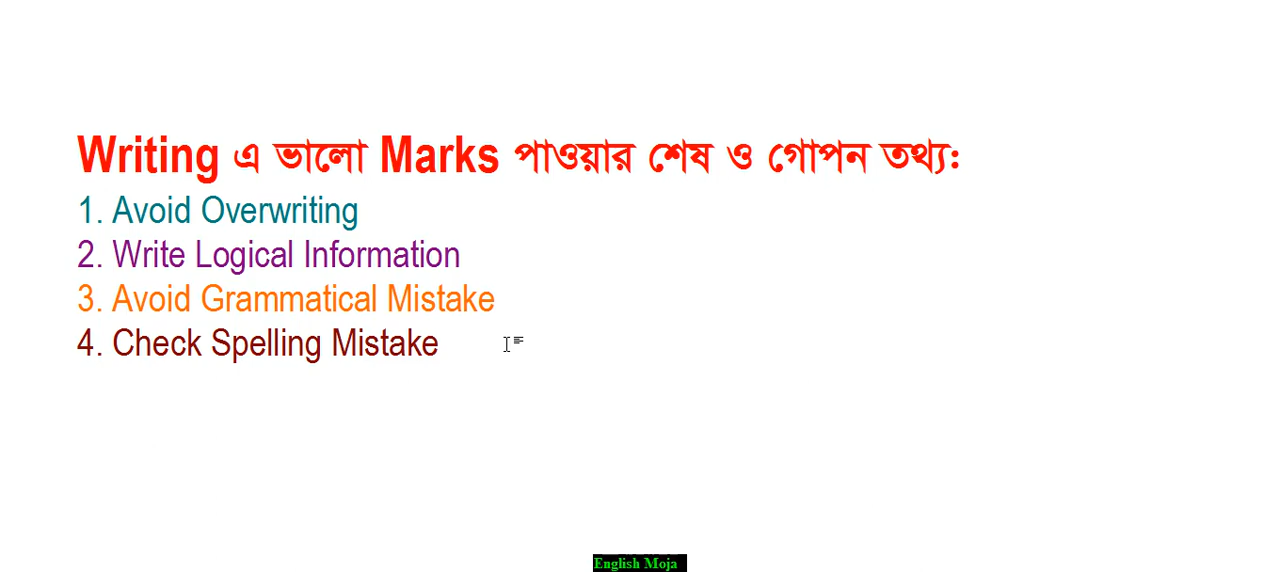 Writing এ ভালো Marks পাওয়ার শেষ ও গোপন তথ্য:
1. Avoid Overwriting
2. Write Logical Information
3. Avoid Grammatical Mistake
4. Check Spelling Mistake
English Moja